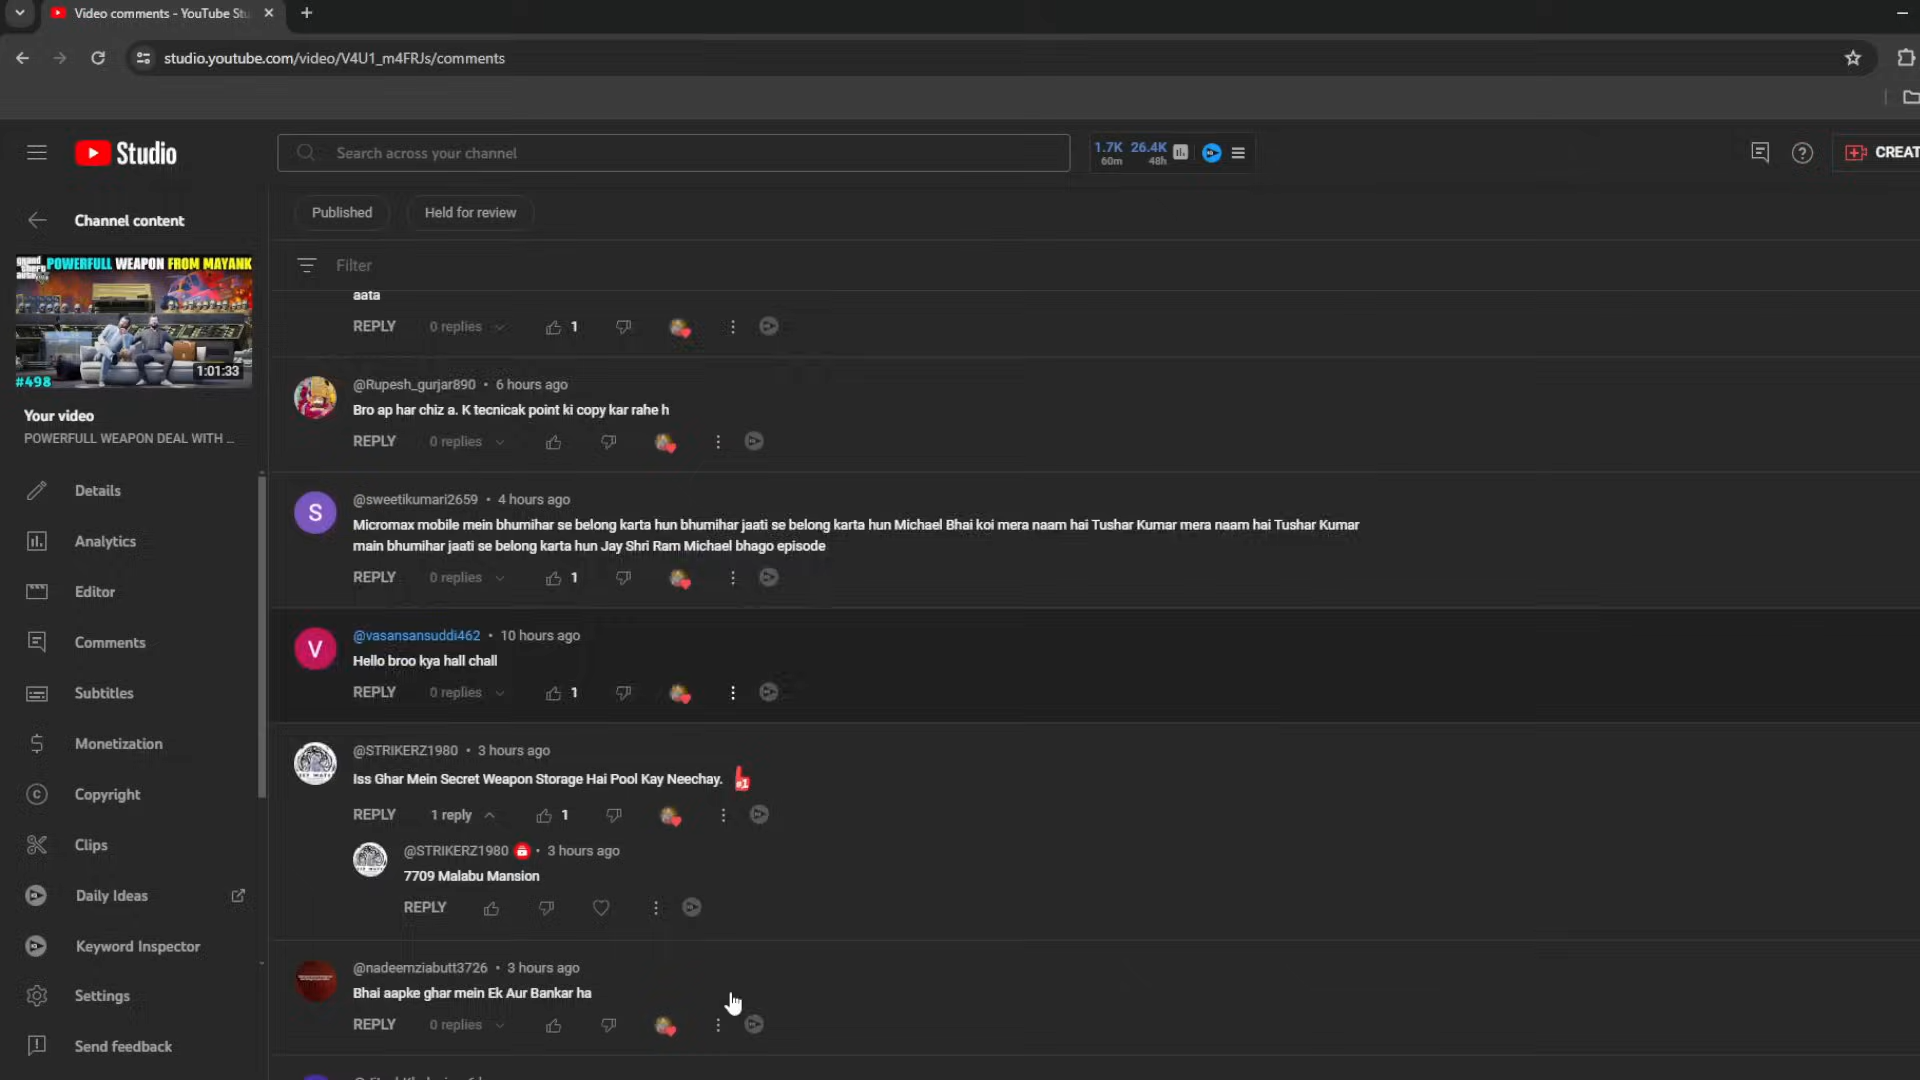 Video comments - YouTube Stu
studio.youtube.com/video/V4U1_m4FRJs/comments
Studio
Search across your channel
1.7K 26.4K
60m 48h
CREAT
Channel content
Published
Held for review
Filter
POWERFULL WEAPON FROM MAYANK
#498
1:01:33
Your video
POWERFULL WEAPON DEAL WITH ...
Details
Analytics
Editor
Comments
Subtitles
Monetization
Copyright
Clips
Daily Ideas
Keyword Inspector
Settings
Send feedback
aata
REPLY 0 replies 1
@Rupesh_gurjar890 • 6 hours ago
Bro ap har chiz a. K tecnicak point ki copy kar rahe h
REPLY 0 replies
S
@sweetikumari2659 • 4 hours ago
Micromax mobile mein bhumihar se belong karta hun bhumihar jaati se belong karta hun Michael Bhai koi mera naam hai Tushar Kumar mera naam hai Tushar Kumar
main bhumihar jaati se belong karta hun Jay Shri Ram Michael bhago episode
REPLY 0 replies 1
V
@vasansansuddi462 • 10 hours ago
Hello broo kya hall chall
REPLY 0 replies 1
@STRIKERZ1980 • 3 hours ago
Iss Ghar Mein Secret Weapon Storage Hai Pool Kay Neechay. #1
REPLY 1 reply 1
@STRIKERZ1980 • 3 hours ago
7709 Malabu Mansion
REPLY
@nadeemziabutt3726 • 3 hours ago
Bhai aapke ghar mein Ek Aur Bankar ha
REPLY 0 replies